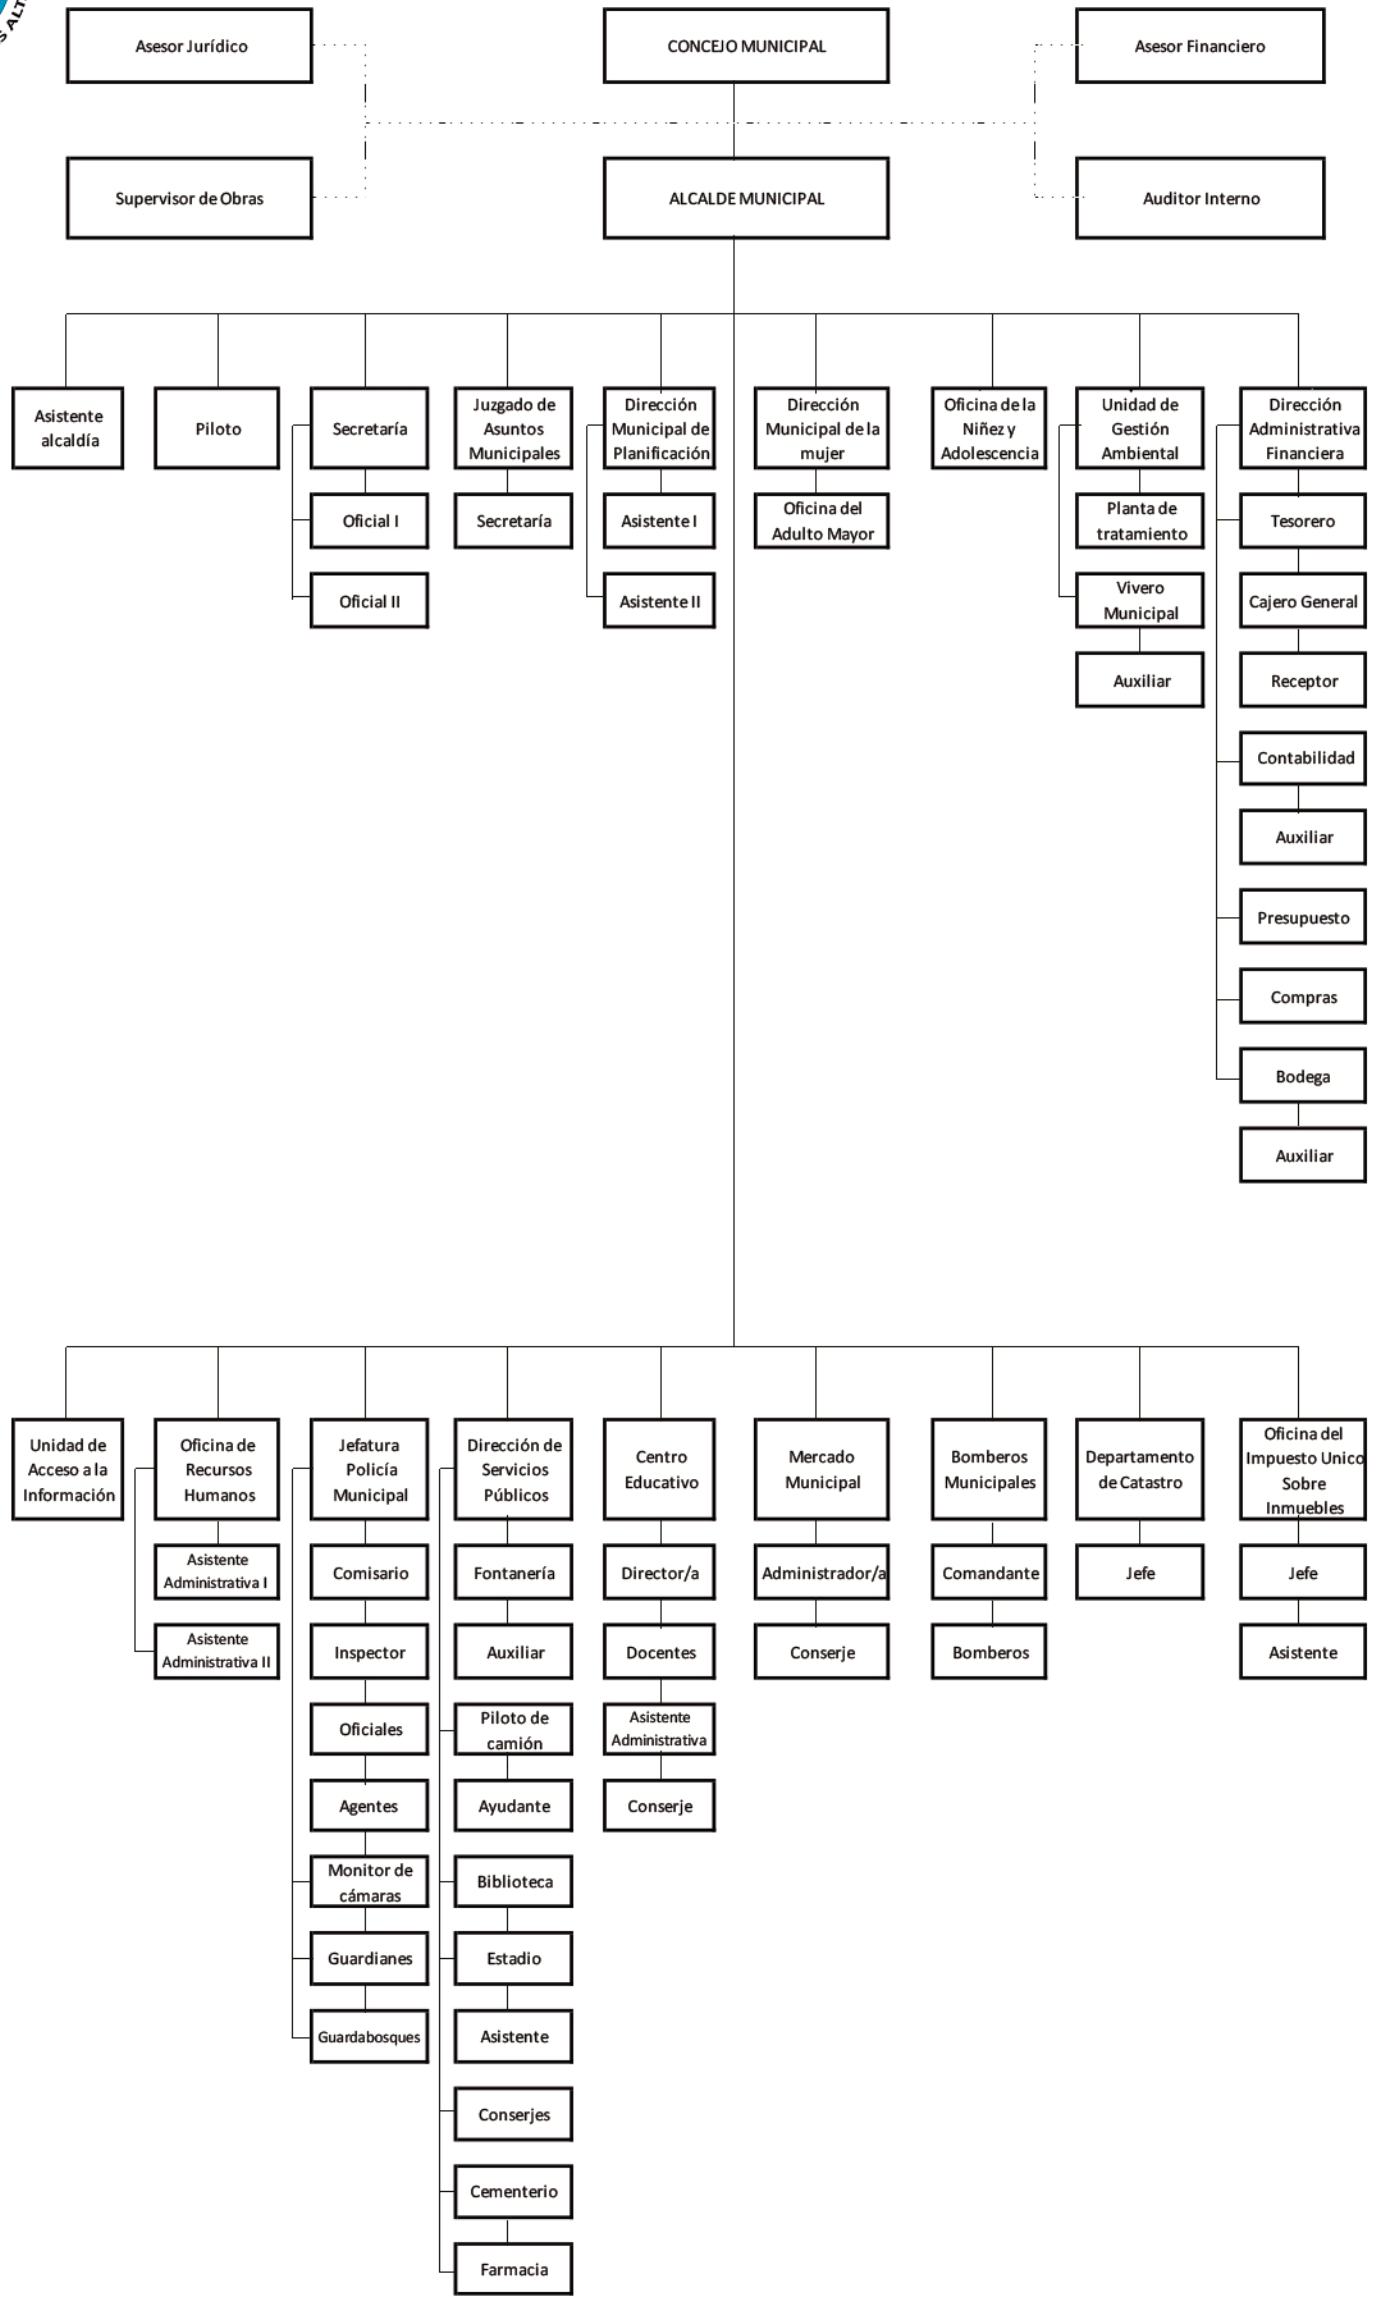 S ALT
Asesor Jurídico
CONCEJO MUNICIPAL
Asesor Financiero
Supervisor de Obras
ALCALDE MUNICIPAL
Auditor Interno
Asistente
alcaldía
Piloto
Secretaría
Oficial I
Oficial II
Juzgado de
Asuntos
Municipales
Secretaría
Dirección
Municipal de
Planificación
Asistente I
Asistente II
Dirección
Municipal de la
mujer
Oficina del
Adulto Mayor
Oficina de la
Niñez y
Adolescencia
Unidad de
Gestión
Ambiental
Planta de
tratamiento
Vivero
Municipal
Auxiliar
Dirección
Administrativa
Financiera
Tesorero
Cajero General
Receptor
Contabilidad
Auxiliar
Presupuesto
Compras
Bodega
Auxiliar
Unidad de
Acceso a la
Información
Oficina de
Recursos
Humanos
Asistente
Administrativa I
Asistente
Administrativa II
Jefatura
Policía
Municipal
Comisario
Inspector
Oficiales
Agentes
Monitor de
cámaras
Guardianes
Guardabosques
Dirección de
Servicios
Públicos
Fontanería
Auxiliar
Piloto de
camión
Ayudante
Biblioteca
Estadio
Asistente
Conserjes
Cementerio
Farmacia
Centro
Educativo
Director/a
Docentes
Asistente
Administrativa
Conserje
Mercado
Municipal
Administrador/a
Conserje
Bomberos
Municipales
Comandante
Bomberos
Departamento
de Catastro
Jefe
Oficina del
Impuesto Unico
Sobre
Inmuebles
Jefe
Asistente